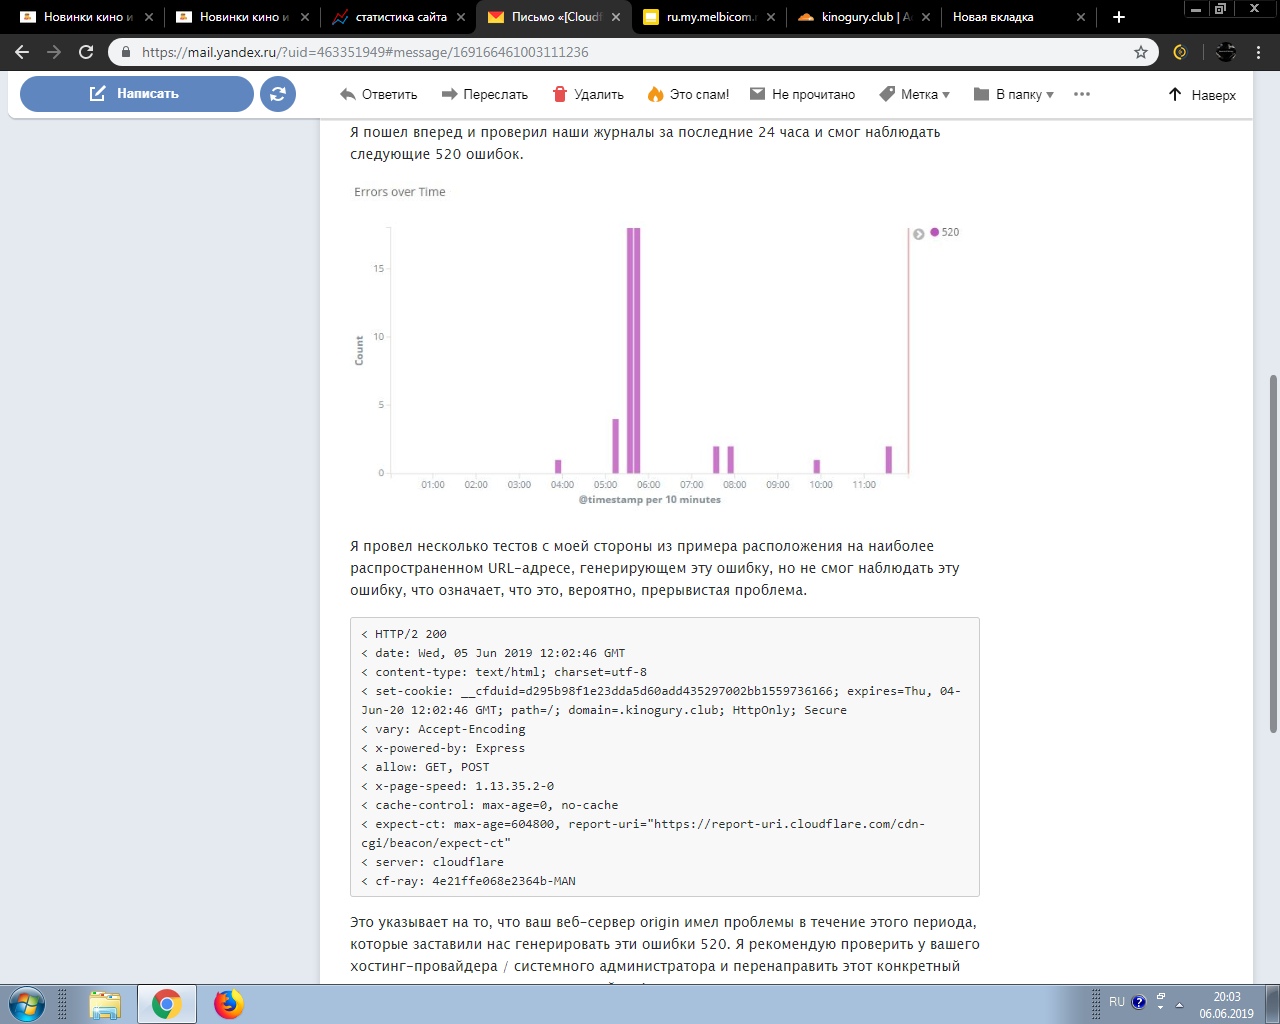 Новинки кино и
Новинки кино и
статистика сайта
Письмо «[Cloudf
ru.my.melbicom.
kinogury.club | A
Новая вкладка
https://mail.yandex.ru/?uid=463351949#message/169166461003111236
Написать
Ответить
Переслать
Удалить
Это спам!
Не прочитано
Метка
В папку
Наверх
Я пошел вперед и проверил наши журналы за последние 24 часа и смог наблюдать
следующие 520 ошибок.
Errors over Time
520
15
10
5
0
Count
01:00 02:00 03:00 04:00 05:00 06:00 07:00 08:00 09:00 10:00 11:00
@timestamp per 10 minutes
Я провел несколько тестов с моей стороны из примера расположения на наиболее
распространенном URL-адресе, генерирующем эту ошибку, но не смог наблюдать эту
ошибку, что означает, что это, вероятно, прерывистая проблема.
< HTTP/2 200
< date: Wed, 05 Jun 2019 12:02:46 GMT
< content-type: text/html; charset=utf-8
< set-cookie: __cfduid=d295b98f1e23dda5d60add435297002bb1559736166; expires=Thu, 04-
Jun-20 12:02:46 GMT; path=/; domain=.kinogury.club; HttpOnly; Secure
< vary: Accept-Encoding
< x-powered-by: Express
< allow: GET, POST
< x-page-speed: 1.13.35.2-0
< cache-control: max-age=0, no-cache
< expect-ct: max-age=604800, report-uri="https://report-uri.cloudflare.com/cdn-
cgi/beacon/expect-ct"
< server: cloudflare
< cf-ray: 4e21ffe068e2364b-MAN
Это указывает на то, что ваш веб-сервер origin имел проблемы в течение этого периода,
которые заставили нас генерировать эти ошибки 520. Я рекомендую проверить у вашего
хостинг-провайдера / системного администратора и перенаправить этот конкретный
RU
20:03
06.06.2019